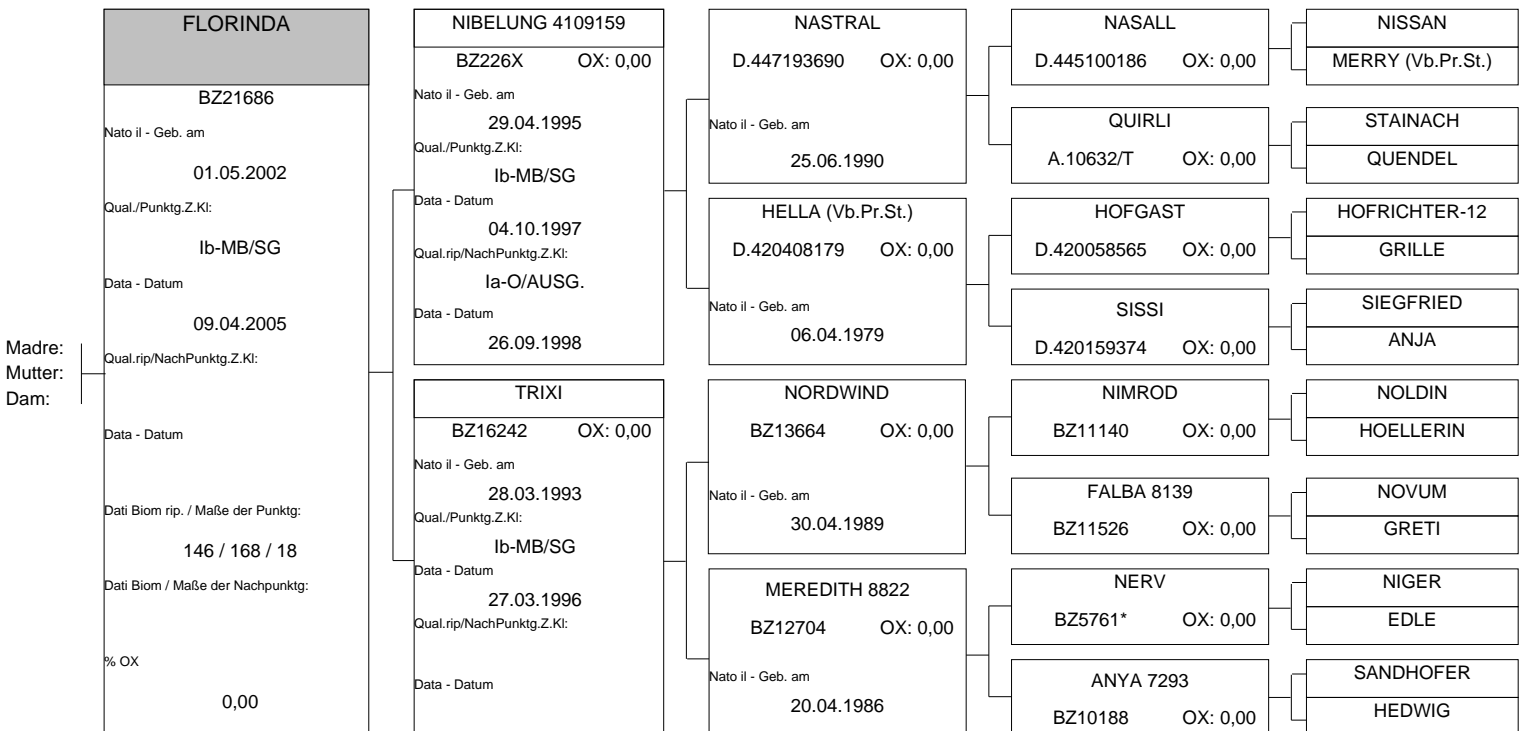 Madre:
Mutter:
Dam:
FLORINDA
BZ21686
Nato il - Geb. am
01.05.2002
Qual./Punktg.Z.Kl:
Ib-MB/SG
Data - Datum
09.04.2005
Qual.rip/NachPunktg.Z.Kl:
Data - Datum
Dati Biom rip. / Maße der Punktg:
146 / 168 / 18
Dati Biom / Maße der Nachpunktg:
% OX
0,00
NIBELUNG 4109159
BZ226X OX: 0,00
Nato il - Geb. am
29.04.1995
Qual./Punktg.Z.Kl:
Ib-MB/SG
Data - Datum
04.10.1997
Qual.rip/NachPunktg.Z.Kl:
Ia-O/AUSG.
Data - Datum
26.09.1998
TRIXI
BZ16242 OX: 0,00
Nato il - Geb. am
28.03.1993
Qual./Punktg.Z.Kl:
Ib-MB/SG
Data - Datum
27.03.1996
Qual.rip/NachPunktg.Z.Kl:
Data - Datum
NASTRAL
D.447193690 OX: 0,00
Nato il - Geb. am
25.06.1990
HELLA (Vb.Pr.St.)
D.420408179 OX: 0,00
Nato il - Geb. am
06.04.1979
NORDWIND
BZ13664 OX: 0,00
Nato il - Geb. am
30.04.1989
MEREDITH 8822
BZ12704 OX: 0,00
Nato il - Geb. am
20.04.1986
NASALL
D.445100186 OX: 0,00
QUIRLI
A.10632/T OX: 0,00
HOFGAST
D.420058565 OX: 0,00
SISSI
D.420159374 OX: 0,00
NIMROD
BZ11140 OX: 0,00
FALBA 8139
BZ11526 OX: 0,00
NERV
BZ5761* OX: 0,00
ANYA 7293
BZ10188 OX: 0,00
NISSAN
MERRY (Vb.Pr.St.)
STAINACH
QUENDEL
HOFRICHTER-12
GRILLE
SIEGFRIED
ANJA
NOLDIN
HOELLERIN
NOVUM
GRETI
NIGER
EDLE
SANDHOFER
HEDWIG